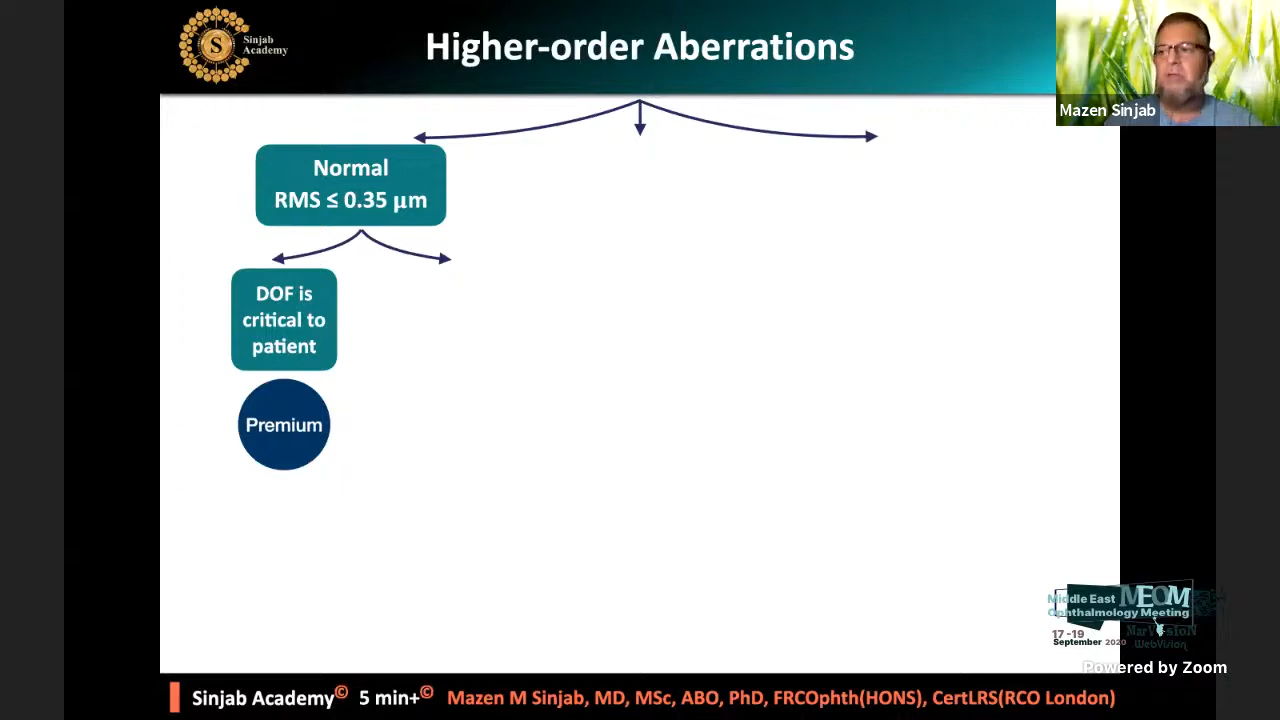 S
Sinjab
Academy
Higher-order Aberrations
Mazen Sinjab
Normal
RMS ≤ 0.35 µm
DOF is
critical to
patient
Premium
Middle East
Ophthalmology Meeting
MEOM
17-19
September 2020
WebVision
Powered by Zoom
Sinjab Academy© 5 min+© Mazen M Sinjab, MD, MSc, ABO, PhD, FRCOphth(HONS), CertLRS(RCO London)